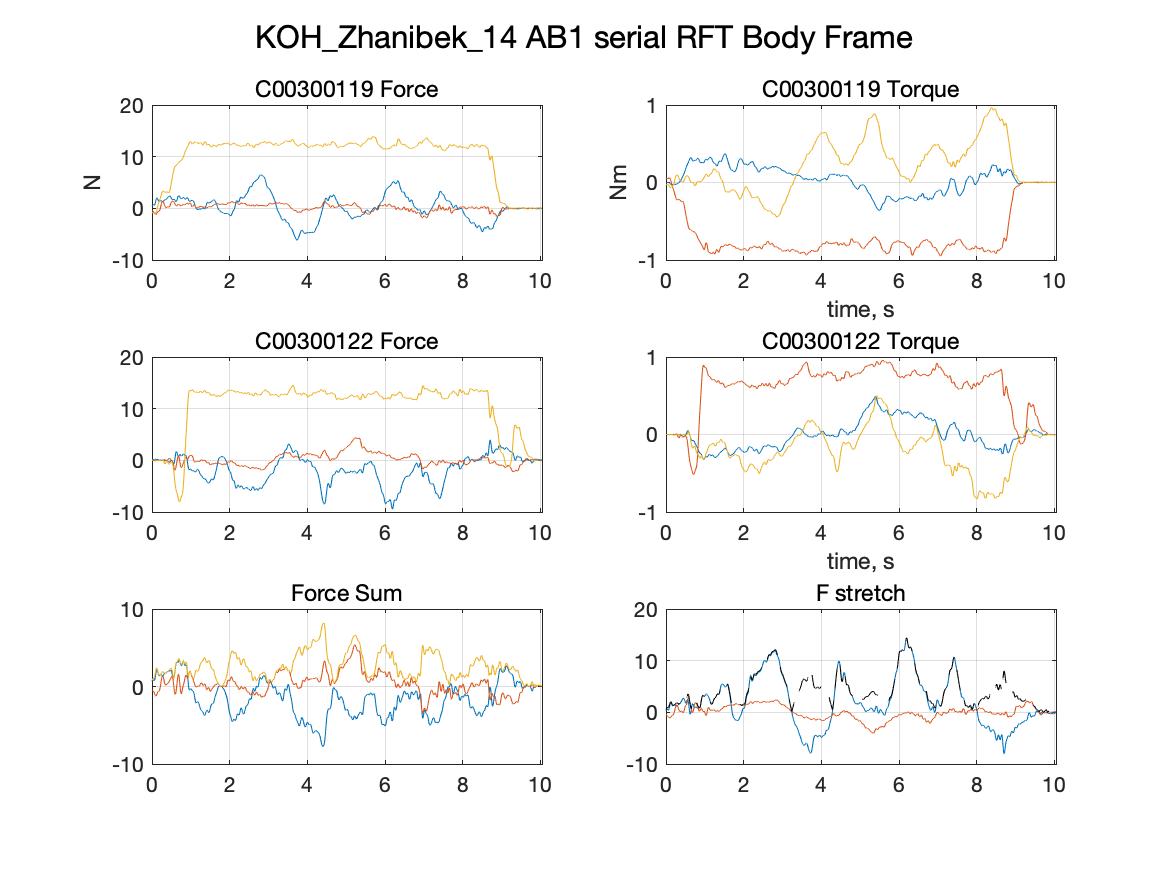 KOH_Zhanibek_14 AB1 serial RFT Body Frame
C00300119 Force
20
10
0
-10
N
0 2 4 6 8 10
C00300119 Torque
1
0
-1
Nm
0 2 4 6 8 10
time, s
C00300122 Force
20
10
0
-10
0 2 4 6 8 10
C00300122 Torque
1
0
-1
0 2 4 6 8 10
time, s
Force Sum
10
0
-10
0 2 4 6 8 10
F stretch
20
10
0
-10
0 2 4 6 8 10